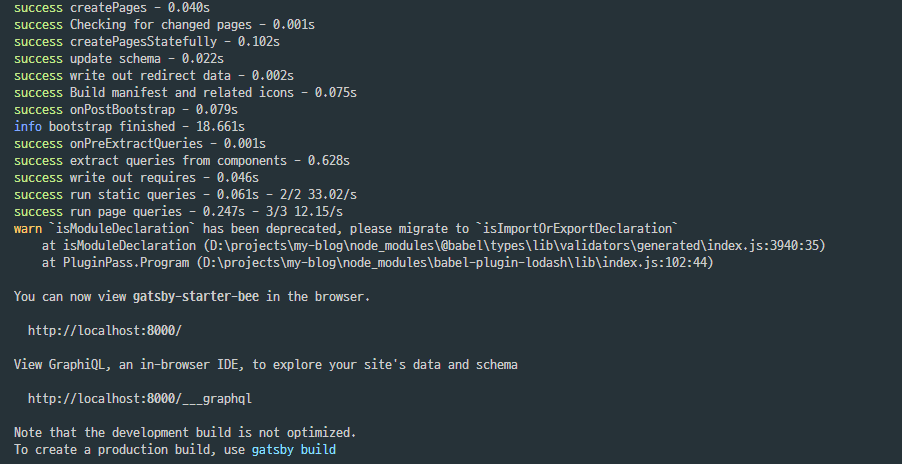 success createPages - 0.040s
success Checking for changed pages - 0.001s
success createPagesStatefully - 0.102s
success update schema - 0.022s
success write out redirect data - 0.002s
success Build manifest and related icons - 0.075s
success onPostBootstrap - 0.079s
info bootstrap finished - 18.661s
success onPreExtractQueries - 0.001s
success extract queries from components - 0.628s
success write out requires - 0.046s
success run static queries - 0.061s - 2/2 33.02/s
success run page queries - 0.247s - 3/3 12.15/s
warn `isModuleDeclaration` has been deprecated, please migrate to `isImportOrExportDeclaration`
    at isModuleDeclaration (D:\projects\my-blog\node_modules\@babel\types\lib\validators\generated\index.js:3940:35)
    at PluginPass.Program (D:\projects\my-blog\node_modules\babel-plugin-lodash\lib\index.js:102:44)
You can now view gatsby-starter-bee in the browser.
  http://localhost:8000/
View GraphiQL, an in-browser IDE, to explore your site's data and schema
  http://localhost:8000/___graphql
Note that the development build is not optimized.
To create a production build, use gatsby build